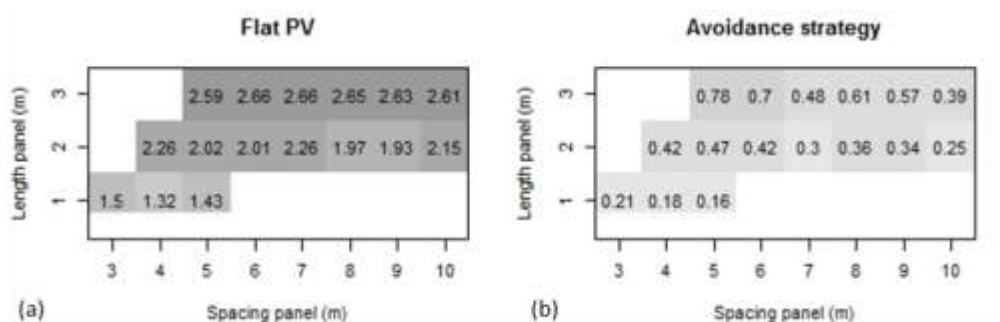 Flat PV
Length panel (m)
3 2.59 2.66 2.66 2.65 2.63 2.61
2 2.26 2.02 2.01 2.26 1.97 1.93 2.15
1 1.5 1.32 1.43
3 4 5 6 7 8 9 10
(a) Spacing panel (m)
Avoidance strategy
Length panel (m)
3 0.78 0.7 0.48 0.61 0.57 0.39
2 0.42 0.47 0.42 0.3 0.36 0.34 0.25
1 0.21 0.18 0.16
3 4 5 6 7 8 9 10
(b) Spacing panel (m)